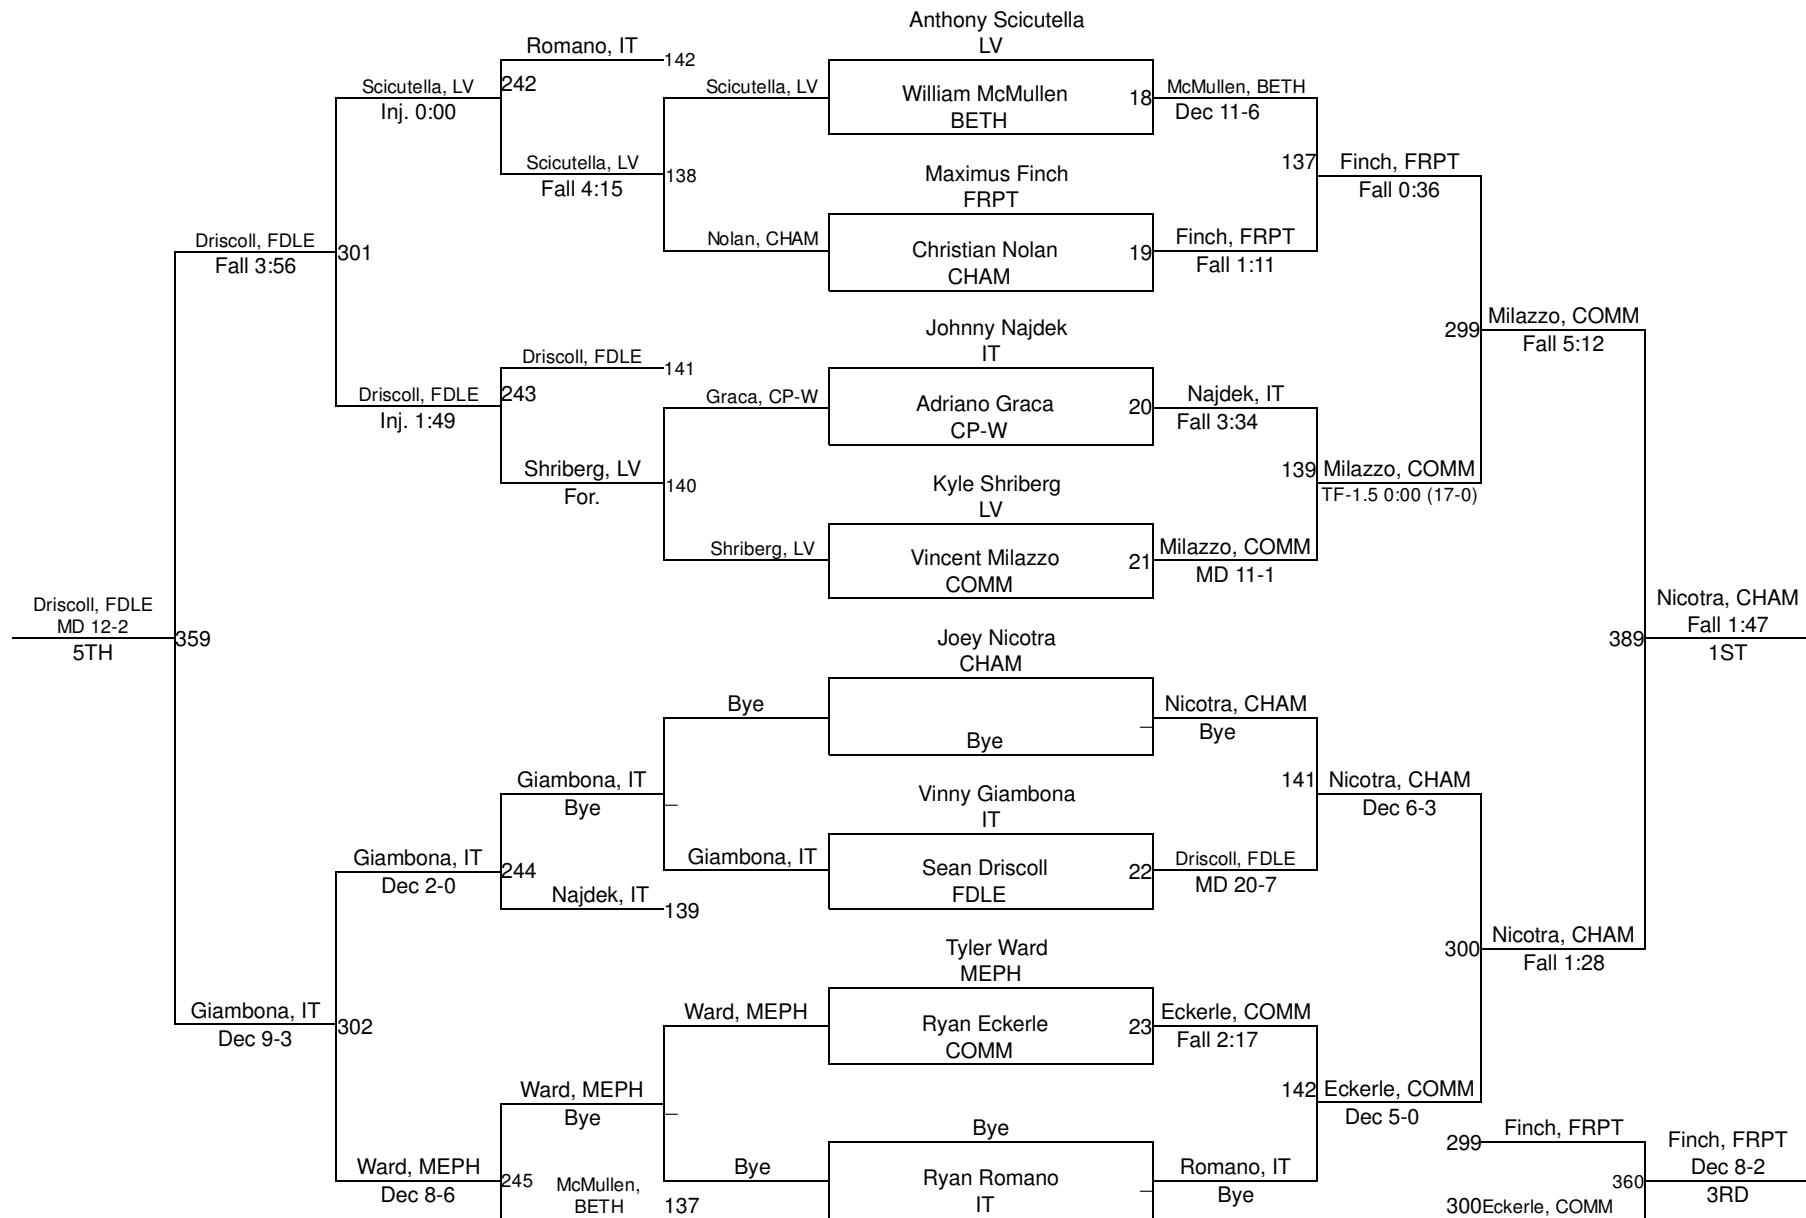 Anthony Scicutella
LV
Romano, IT
142
242
Scicutella, LV
Inj. 0:00
Scicutella, LV
William McMullen
BETH
18
McMullen, BETH
Dec 11-6
Scicutella, LV
Fall 4:15
138
Maximus Finch
FRPT
137
Finch, FRPT
Fall 0:36
Driscoll, FDLE
Fall 3:56
301
Nolan, CHAM
Christian Nolan
CHAM
19
Finch, FRPT
Fall 1:11
Johnny Najdek
IT
299
Milazzo, COMM
Fall 5:12
Driscoll, FDLE
141
243
Driscoll, FDLE
Inj. 1:49
Graca, CP-W
Adriano Graca
CP-W
20
Najdek, IT
Fall 3:34
Shriberg, LV
For.
140
Kyle Shriberg
LV
139
Milazzo, COMM
TF-1.5 0:00 (17-0)
Shriberg, LV
Vincent Milazzo
COMM
21
Milazzo, COMM
MD 11-1
Driscoll, FDLE
MD 12-2
5TH
359
Joey Nicotra
CHAM
389
Nicotra, CHAM
Fall 1:47
1ST
Bye
Bye
Nicotra, CHAM
Bye
Giambona, IT
Bye
Vinny Giambona
IT
141
Nicotra, CHAM
Dec 6-3
Giambona, IT
Dec 2-0
244
Giambona, IT
Sean Driscoll
FDLE
22
Driscoll, FDLE
MD 20-7
Najdek, IT
139
Tyler Ward
MEPH
300
Nicotra, CHAM
Fall 1:28
Giambona, IT
Dec 9-3
302
Ward, MEPH
Ryan Eckerle
COMM
23
Eckerle, COMM
Fall 2:17
Ward, MEPH
Bye
142
Eckerle, COMM
Dec 5-0
Bye
299
Finch, FRPT
Finch, FRPT
Dec 8-2
3RD
360
Ward, MEPH
Dec 8-6
245
McMullen,
BETH
137
Bye
Ryan Romano
IT
Romano, IT
Bye
300
Eckerle, COMM